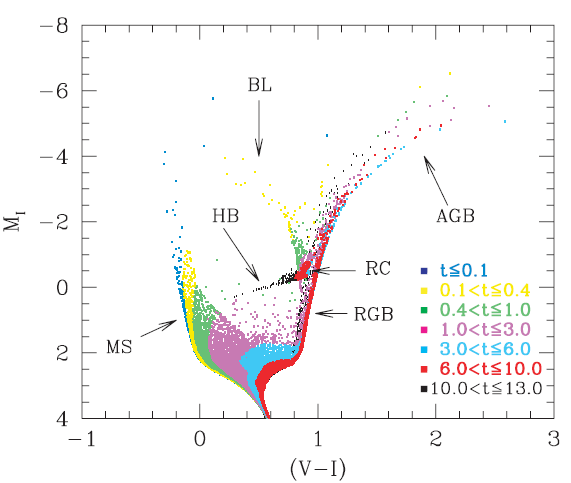 −8
−6
−4
−2
0
2
4
M_I
BL
HB
AGB
RC
RGB
MS
t≦0.1
0.1<t≦0.4
0.4<t≦1.0
1.0<t≦3.0
3.0<t≦6.0
6.0<t≦10.0
10.0<t≦13.0
−1 0 1 2 3
(V−I)